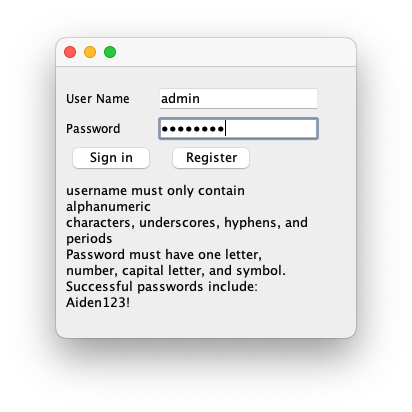 User Name admin
Password ••••••••
Sign in Register
username must only contain
alphanumeric
characters, underscores, hyphens, and
periods
Password must have one letter,
number, capital letter, and symbol.
Successful passwords include:
Aiden123!